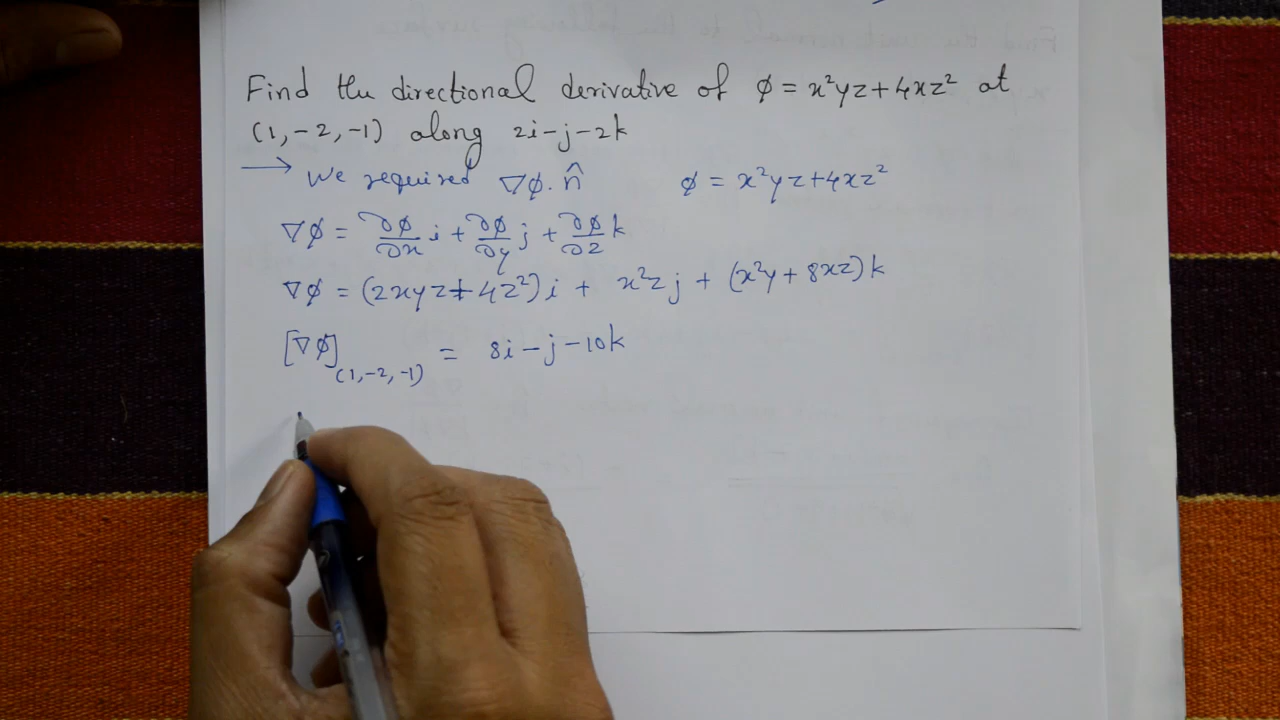 Find the directional derivative of φ = x²yz+4xz² at
(1,-2,-1) along 2i-j-2k
→ We required ∇φ. n̂ φ = x²yz+4xz²
∇φ = ∂φ/∂x i + ∂φ/∂y j + ∂φ/∂z k
∇φ = (2xyz+4z²)i + x²zj + (x²y+8xz)k
[∇φ](1,-2,-1) = 8i-j-10k